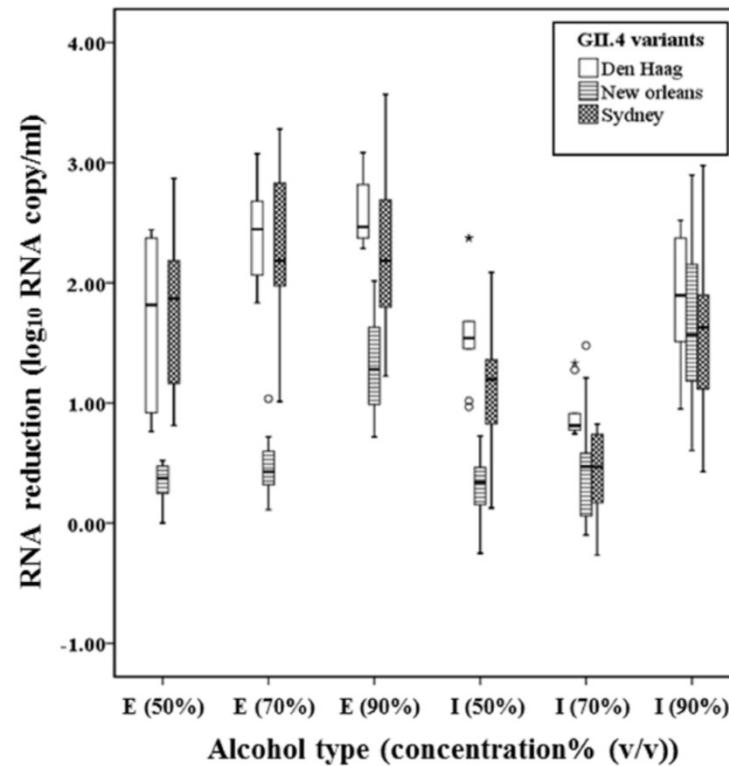 GII.4 variants
Den Haag
New orleans
Sydney
4.00
3.00
2.00
1.00
0.00
-1.00
RNA reduction (log₁₀ RNA copy/ml)
E (50%) E (70%) E (90%) I (50%) I (70%) I (90%)
Alcohol type (concentration% (v/v))